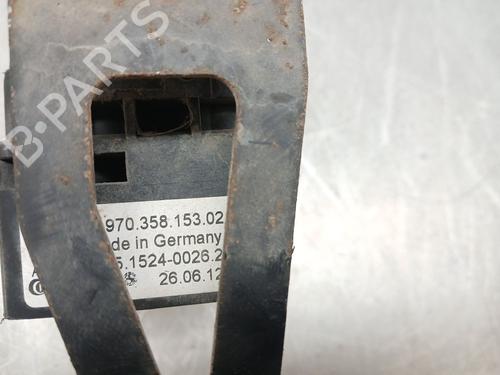 B-PARTS
970.358.153.02
de in Germany
5.1524-0026.2
26.06.12